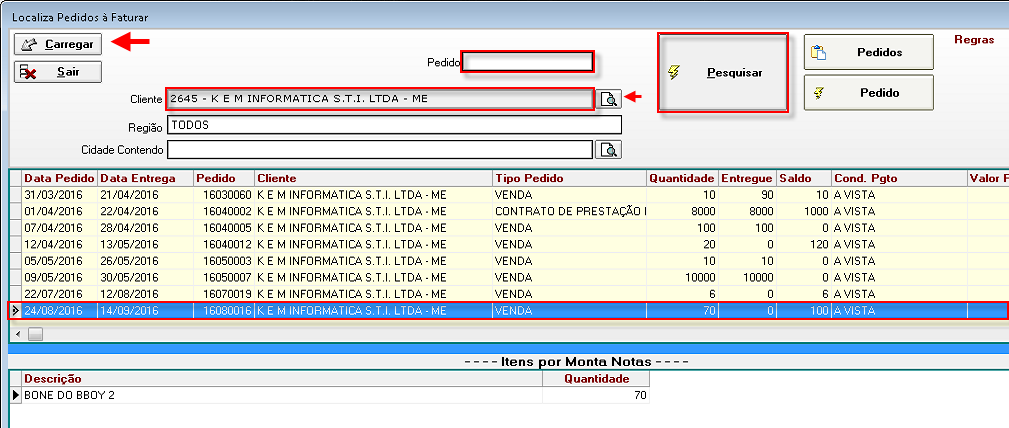 Localiza Pedidos à Faturar
Carregar
Sair
Pedido
Pesquisar
Pedidos
Pedido
Regras
Cliente 2645 - K E M INFORMATICA S.T.I. LTDA - ME
Região TODOS
Cidade Contendo
Data Pedido Data Entrega Pedido Cliente Tipo Pedido Quantidade Entregue Saldo Cond. Pgto Valor F
31/03/2016 21/04/2016 16030060 K E M INFORMATICA S.T.I. LTDA - ME VENDA 10 90 10 A VISTA
01/04/2016 22/04/2016 16040002 K E M INFORMATICA S.T.I. LTDA - ME CONTRATO DE PRESTAÇÃO 8000 8000 1000 A VISTA
07/04/2016 28/04/2016 16040005 K E M INFORMATICA S.T.I. LTDA - ME VENDA 100 100 0 A VISTA
12/04/2016 13/05/2016 16040012 K E M INFORMATICA S.T.I. LTDA - ME VENDA 20 0 120 A VISTA
05/05/2016 26/05/2016 16050003 K E M INFORMATICA S.T.I. LTDA - ME VENDA 10 10 0 A VISTA
09/05/2016 30/05/2016 16050007 K E M INFORMATICA S.T.I. LTDA - ME VENDA 10000 10000 0 A VISTA
22/07/2016 12/08/2016 16070019 K E M INFORMATICA S.T.I. LTDA - ME VENDA 6 0 6 A VISTA
24/08/2016 14/09/2016 16080016 K E M INFORMATICA S.T.I. LTDA - ME VENDA 70 0 100 A VISTA
---- Itens por Monta Notas ----
Descrição Quantidade
BONE DO BBOY 2 70